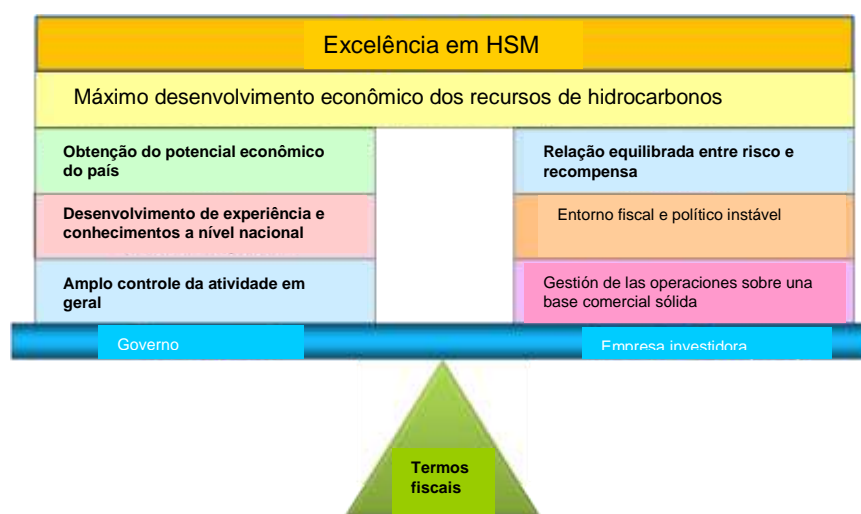 Excelência em HSM
Máximo desenvolvimento econômico dos recursos de hidrocarbonos
Obtenção do potencial econômico
do país
Desenvolvimento de experiência e
conhecimentos a nível nacional
Amplo controle da atividade em
geral
Relação equilibrada entre risco e
recompensa
Entorno fiscal e político instável
Gestión de las operaciones sobre una
base comercial sólida
Governo
Empresa investidora
Termos
fiscais